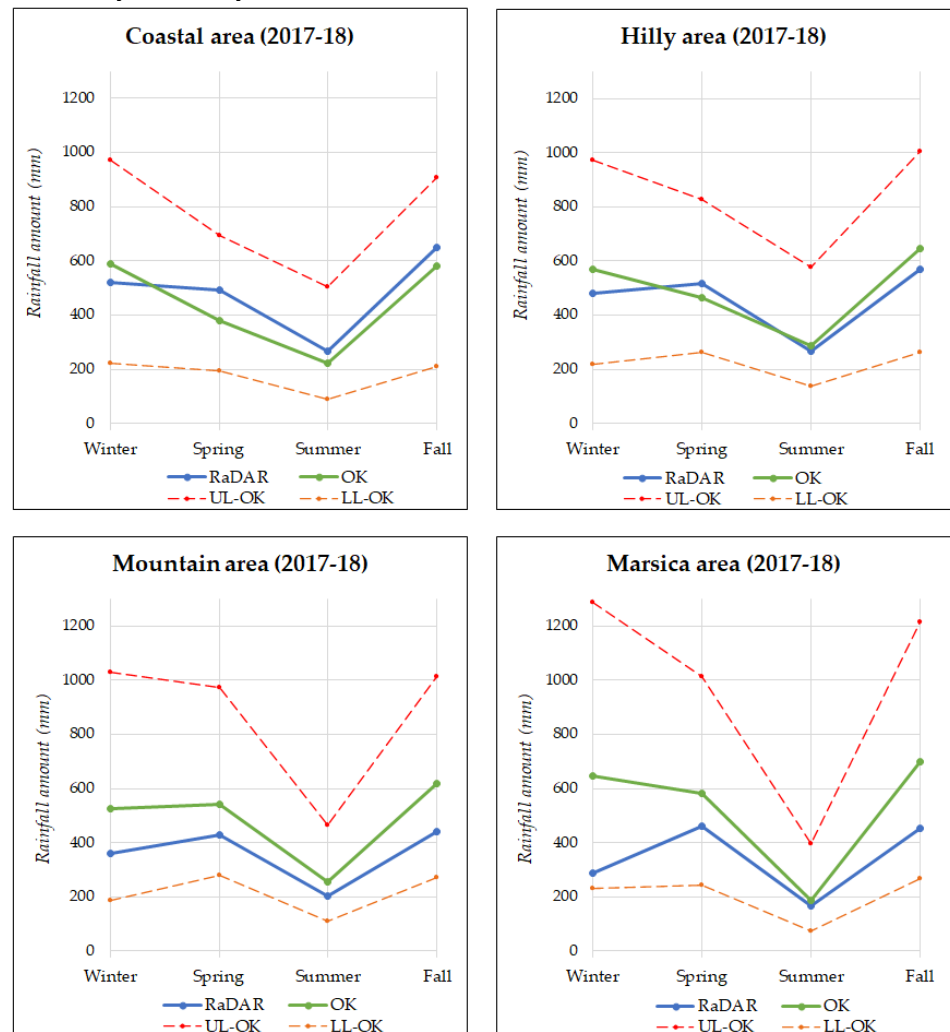 Coastal area (2017-18)
Rainfall amount (mm)
1200
1000
800
600
400
200
0
Winter Spring Summer Fall
RaDAR OK
UL-OK LL-OK
Hilly area (2017-18)
Rainfall amount (mm)
1200
1000
800
600
400
200
0
Winter Spring Summer Fall
RaDAR OK
UL-OK LL-OK
Mountain area (2017-18)
Rainfall amount (mm)
1200
1000
800
600
400
200
0
Winter Spring Summer Fall
RaDAR OK
UL-OK LL-OK
Marsica area (2017-18)
Rainfall amount (mm)
1200
1000
800
600
400
200
0
Winter Spring Summer Fall
RaDAR OK
UL-OK LL-OK